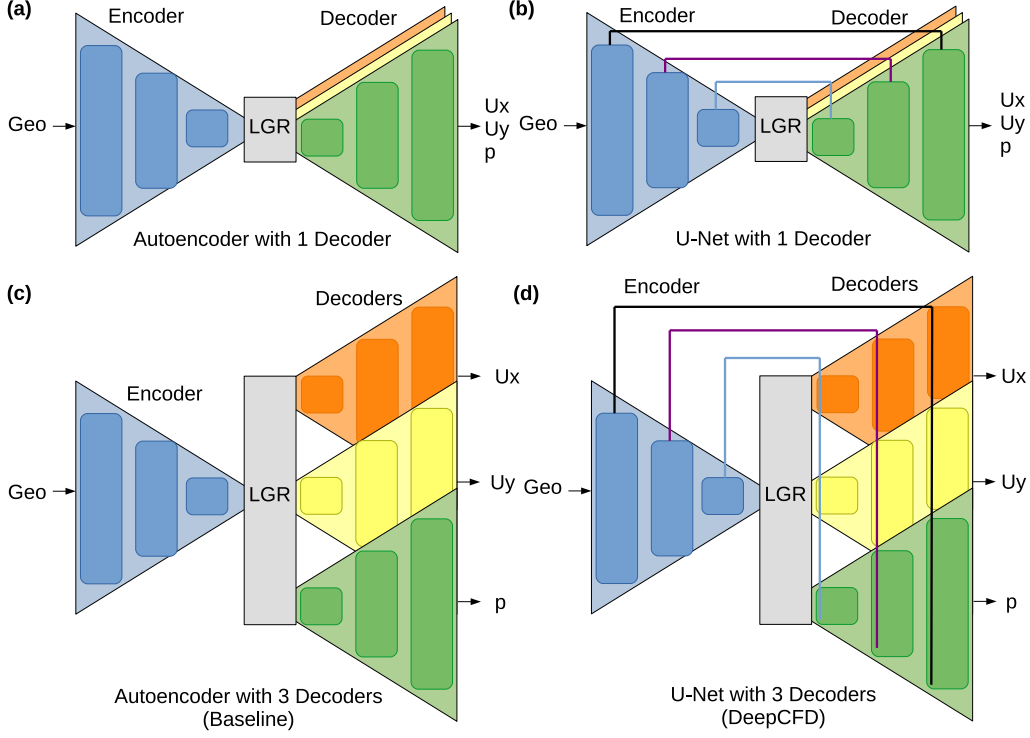 (a)
Encoder
Decoder
Geo
LGR
Ux
Uy
p
Autoencoder with 1 Decoder
(b)
Encoder
Decoder
Geo
LGR
Ux
Uy
p
U-Net with 1 Decoder
(c)
Decoders
Encoder
Geo
LGR
Ux
Uy
p
Autoencoder with 3 Decoders
(Baseline)
(d)
Encoder
Decoders
Geo
LGR
Ux
Uy
p
U-Net with 3 Decoders
(DeepCFD)